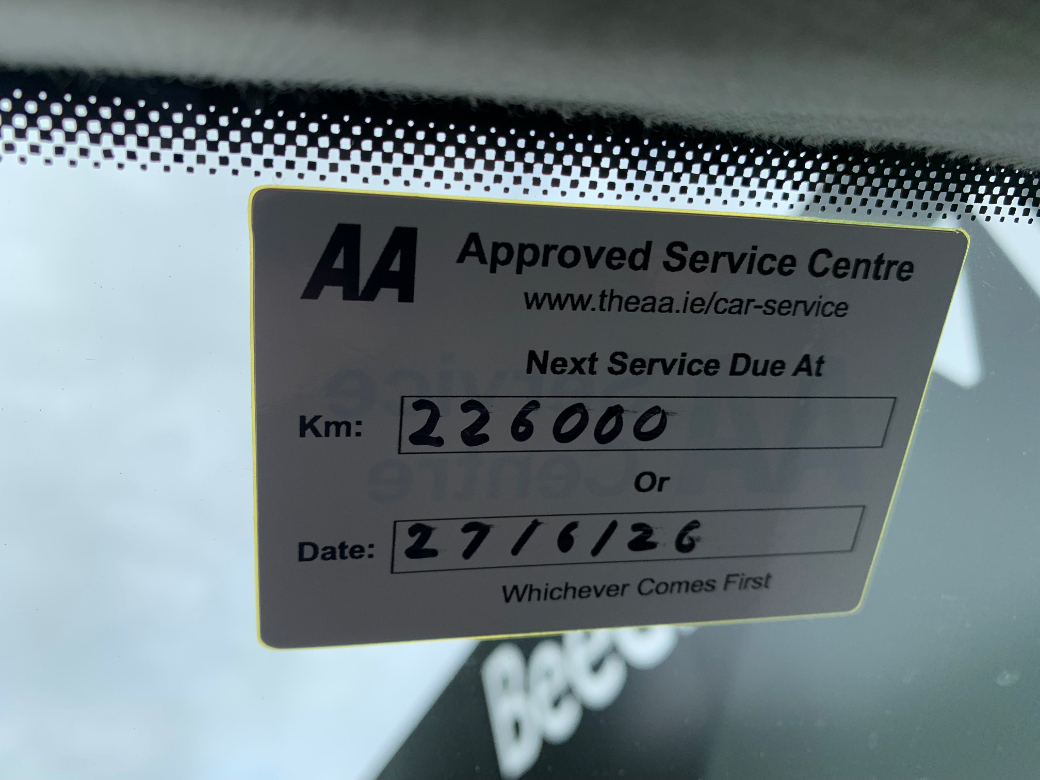 AA Approved Service Centre
www.theaa.ie/car-service
Next Service Due At
Km: 226000
Or
Date: 27/6/26
Whichever Comes First